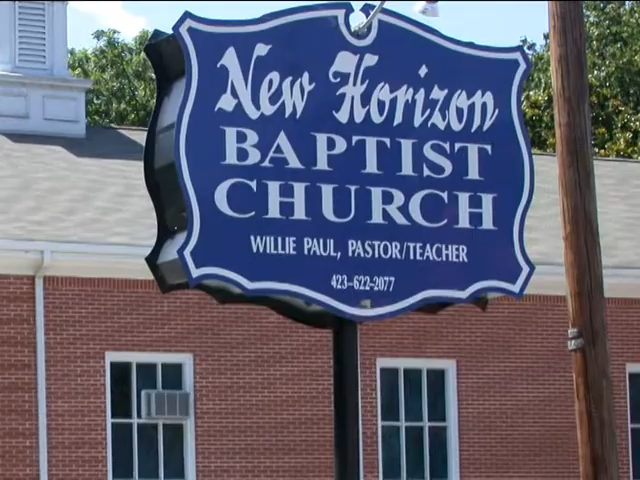 New Horizon
BAPTIST
CHURCH
WILLIE PAUL, PASTOR/TEACHER
423-622-2077